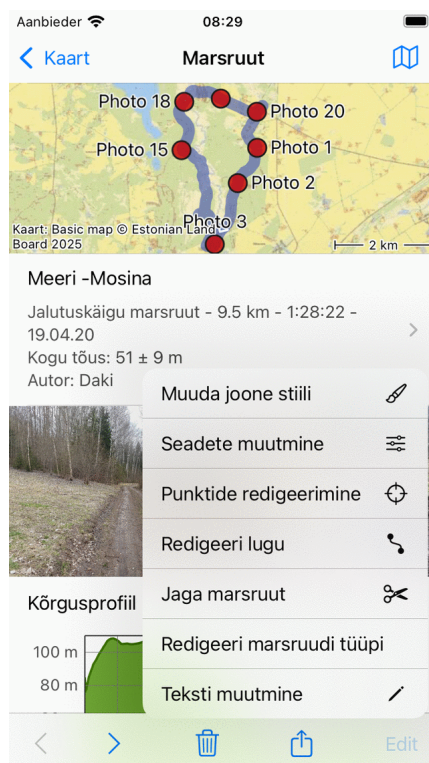 Aanbieder
08:29
Kaart
Marsruut
Photo 18
Photo 20
Photo 15
Photo 1
Photo 2
Photo 3
Kaart: Basic map © Estonian Land
Board 2025
2 km
Meeri -Mosina
Jalutuskäigu marsruut - 9.5 km - 1:28:22 -
19.04.20
Kogu tõus: 51 ± 9 m
Autor: Daki
Muuda joone stiili
Seadete muutmine
Punktide redigeerimine
Redigeeri lugu
Jaga marsruut
Redigeeri marsruudi tüüpi
Teksti muutmine
Kõrgusprofiil
100 m
80 m
Edit